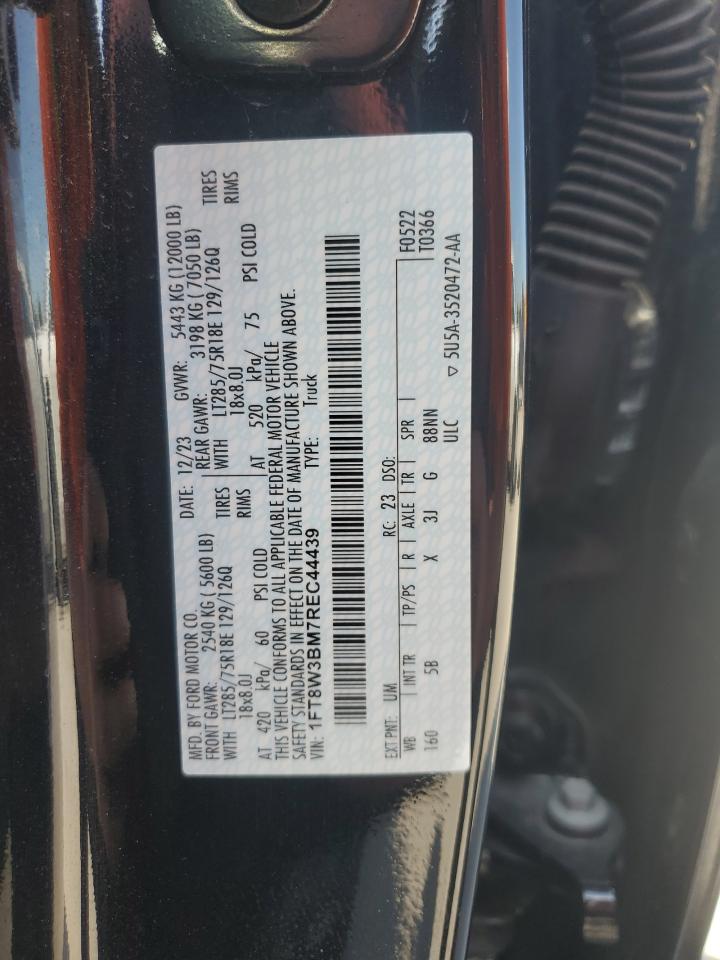 MFD. BY FORD MOTOR CO.
DATE: 12/23 GVWR: 5443 KG (12000 LB)
FRONT GAWR: 2540 KG ( 5600 LB)
REAR GAWR: 3198 KG ( 7050 LB)
WITH LT285/75R18E 129/126Q TIRES
WITH LT285/75R18E 129/126Q TIRES
18x8.0J RIMS
18x8.0J RIMS
AT 420 kPa/ 60 PSI COLD
AT 520 kPa/ 75 PSI COLD
THIS VEHICLE CONFORMS TO ALL APPLICABLE FEDERAL MOTOR VEHICLE
SAFETY STANDARDS IN EFFECT ON THE DATE OF MANUFACTURE SHOWN ABOVE.
VIN: 1FT8W3BM7REC44439 TYPE: Truck
EXT PNT: UM RC: 23 DSO:
WB INT TR TP/PS R AXLE TR SPR F0522
160 5B X 3J G 88NN T0366
ULC ▽ 5U5A-3520472-AA